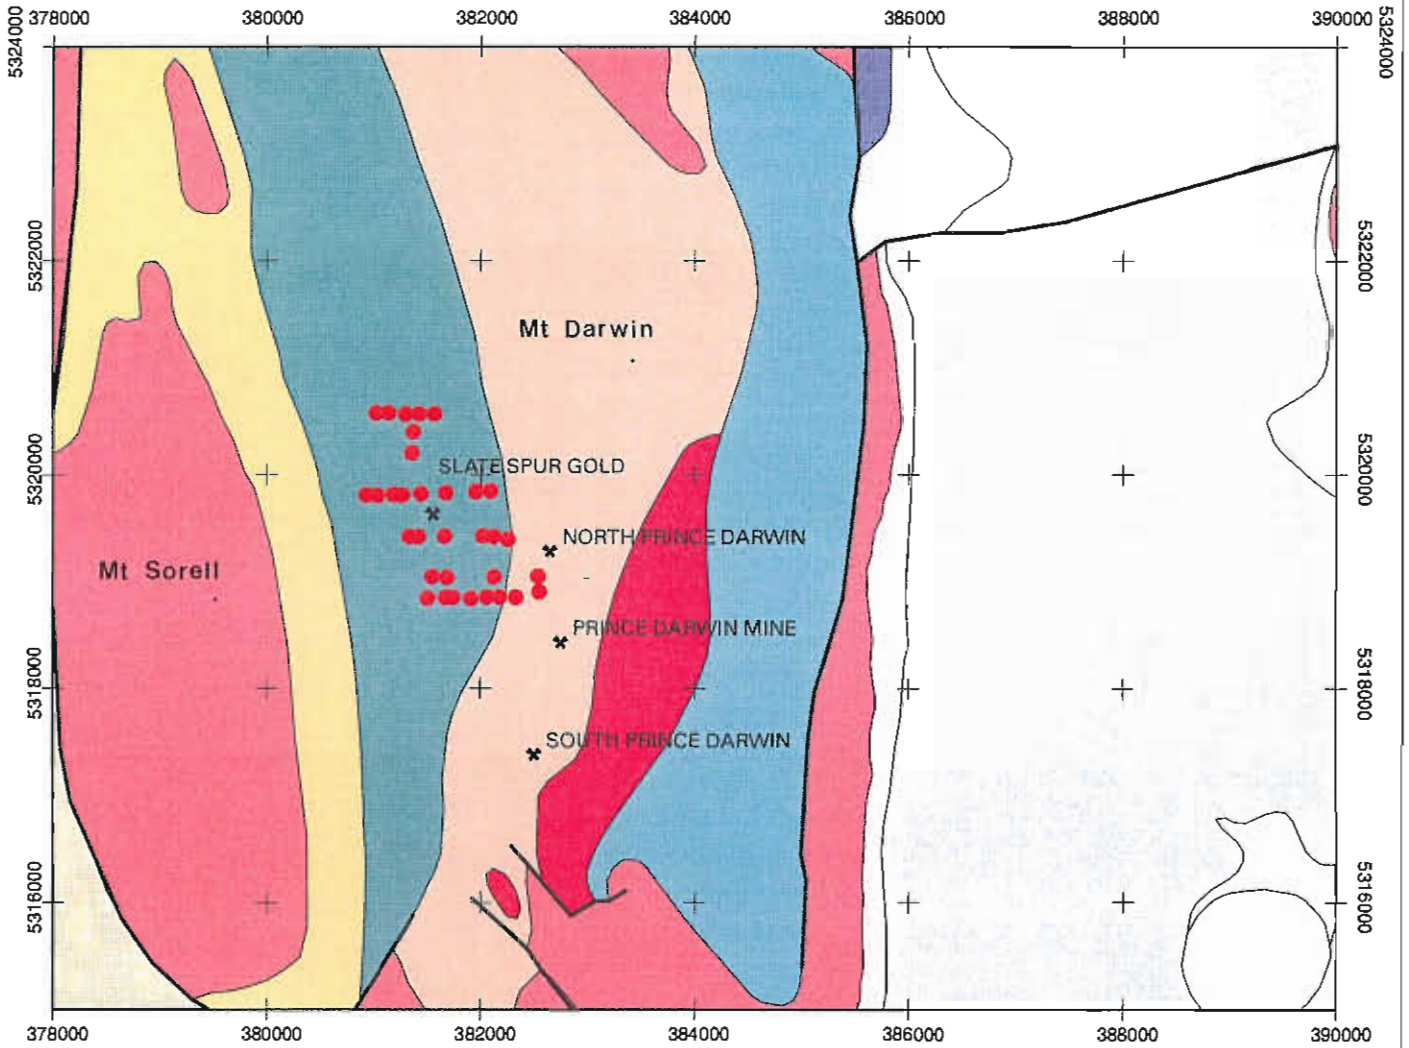 378000 380000 382000 384000 386000 388000 390000
5324000 5324000
5322000 5322000
Mt Darwin
5320000 SLATE SPUR GOLD 5320000
NORTH PRINCE DARWIN
Mt Sorell
PRINCE DARWIN MINE
5318000 5318000
SOUTH PRINCE DARWIN
5316000 5316000
378000 380000 382000 384000 386000 388000 390000